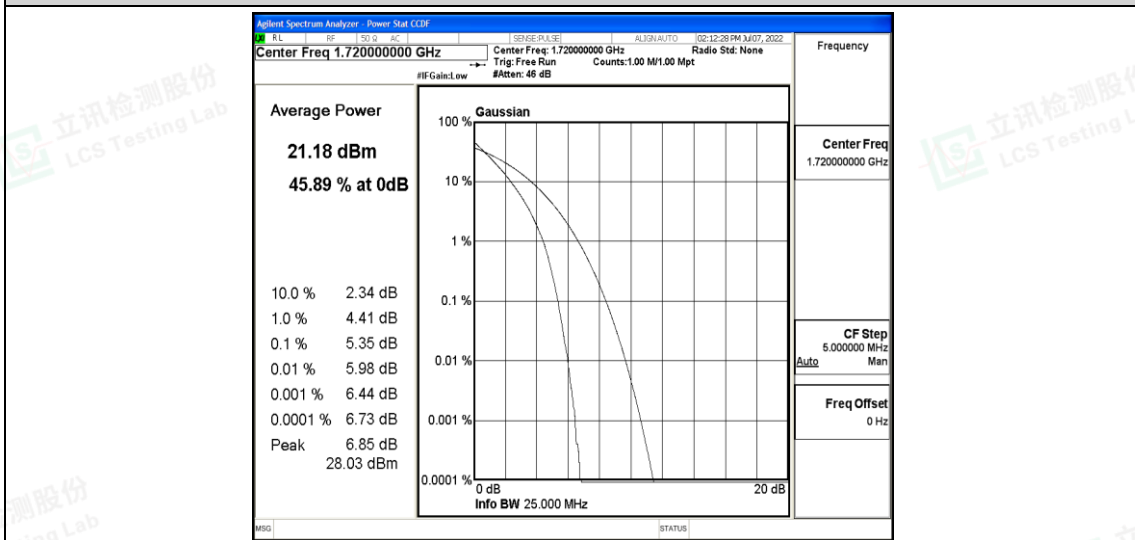 Agilent Spectrum Analyzer - Power Stat CCDF
RL RF 50 Ω AC SENSE:PULSE ALIGNAUTO 02:12:28 PM Jul 07, 2022
Center Freq 1.720000000 GHz
Center Freq: 1.720000000 GHz Radio Std: None
Trig: Free Run Counts:1.00 M/1.00 Mpt
#IFGain:Low #Atten: 46 dB
Frequency
Average Power
21.18 dBm
45.89 % at 0dB
10.0 % 2.34 dB
1.0 % 4.41 dB
0.1 % 5.35 dB
0.01 % 5.98 dB
0.001 % 6.44 dB
0.0001 % 6.73 dB
Peak 6.85 dB
28.03 dBm
Gaussian
100 %
10 %
1 %
0.1 %
0.01 %
0.001 %
0.0001 %
0 dB 20 dB
Info BW 25.000 MHz
Center Freq
1.720000000 GHz
CF Step
5.000000 MHz
Auto Man
Freq Offset
0 Hz
MSG STATUS
立讯检测股份
LCS Testing Lab
立讯检测股份
LCS Testing L
测股份
ing Lab
立